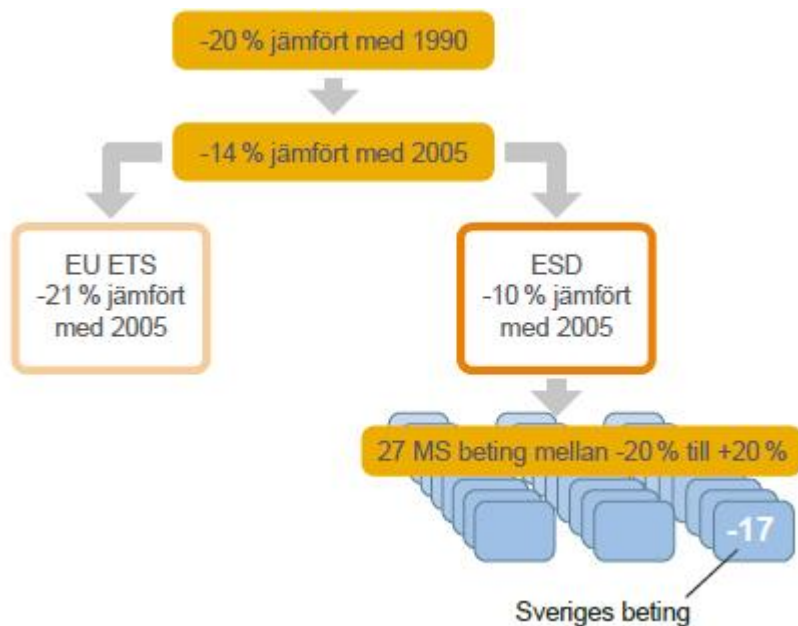 -20 % jämfört med 1990
-14 % jämfört med 2005
EU ETS
-21 % jämfört
med 2005
ESD
-10 % jämfört
med 2005
27 MS beting mellan -20 % till +20 %
-17
Sveriges beting